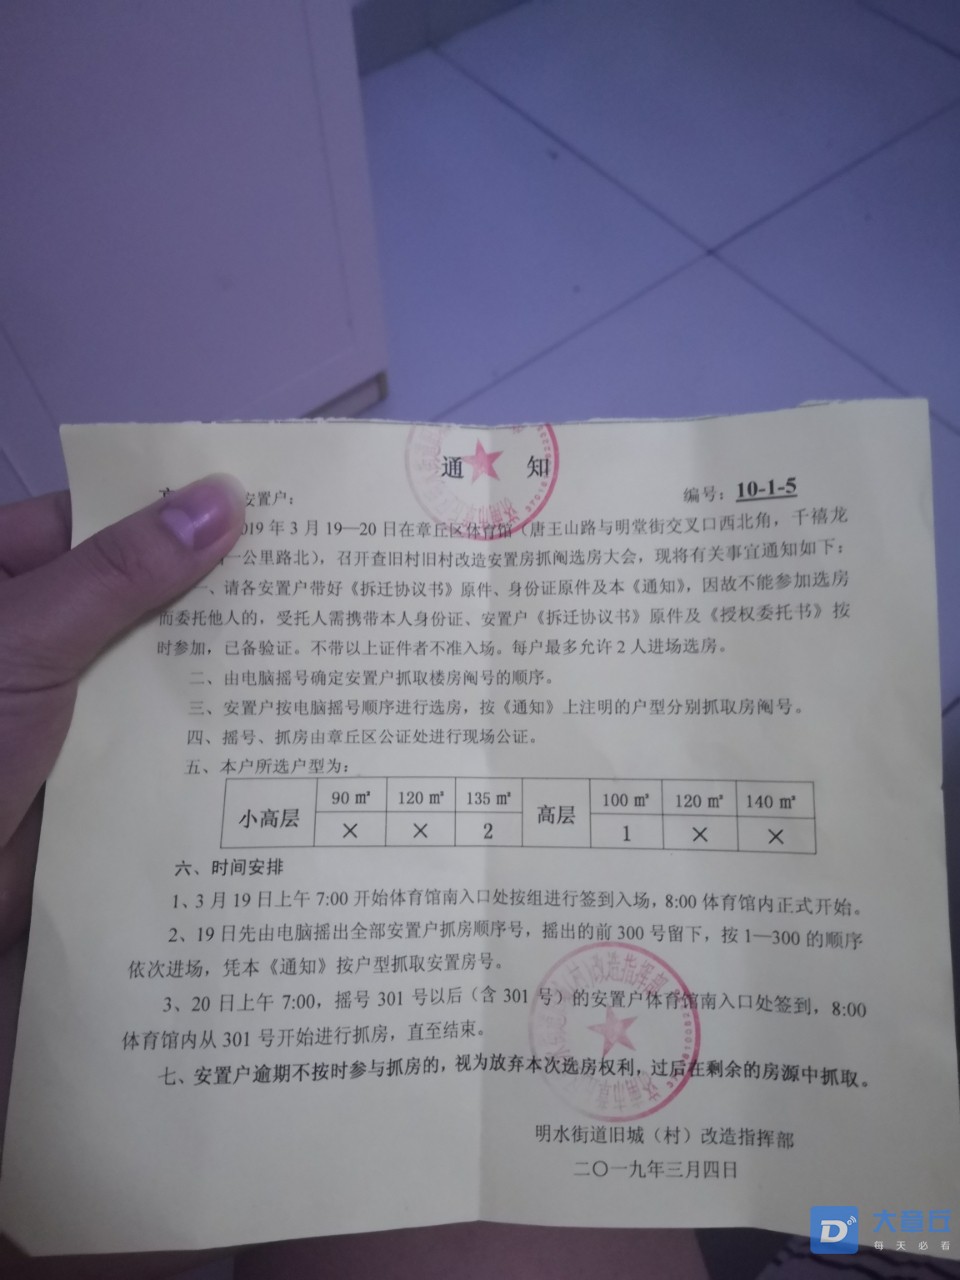 通 知
安置户： 编号：10-1-5
019年3月19—20日在章丘区体育馆（唐王山路与明堂街交叉口西北角，千禧龙
一公里路北），召开查旧村旧村改造安置房抓阄选房大会，现将有关事宜通知如下：
一、请各安置户带好《拆迁协议书》原件、身份证原件及本《通知》，因故不能参加选房
而委托他人的，受托人需携带本人身份证、安置户《拆迁协议书》原件及《授权委托书》按
时参加，已备验证。不带以上证件者不准入场。每户最多允许2人进场选房。
二、由电脑摇号确定安置户抓取楼房阄号的顺序。
三、安置户按电脑摇号顺序进行选房，按《通知》上注明的户型分别抓取房阄号。
四、摇号、抓房由章丘区公证处进行现场公证。
五、本户所选户型为：
小高层 90㎡ 120㎡ 135㎡ 高层 100㎡ 120㎡ 140㎡
× × 2 1 × ×
六、时间安排
1、3月19日上午7:00开始体育馆南入口处按组进行签到入场，8:00体育馆内正式开始。
2、19日先由电脑摇出全部安置户抓房顺序号，摇出的前300号留下，按1—300的顺序
依次进场，凭本《通知》按户型抓取安置房号。
3、20日上午7:00，摇号301号以后（含301号）的安置户体育馆南入口处签到，8:00
体育馆内从301号开始进行抓房，直至结束。
七、安置户逾期不按时参与抓房的，视为放弃本次选房权利，过后在剩余的房源中抓取。
明水街道旧城（村）改造指挥部
二〇一九年三月四日
大章丘
每天必看